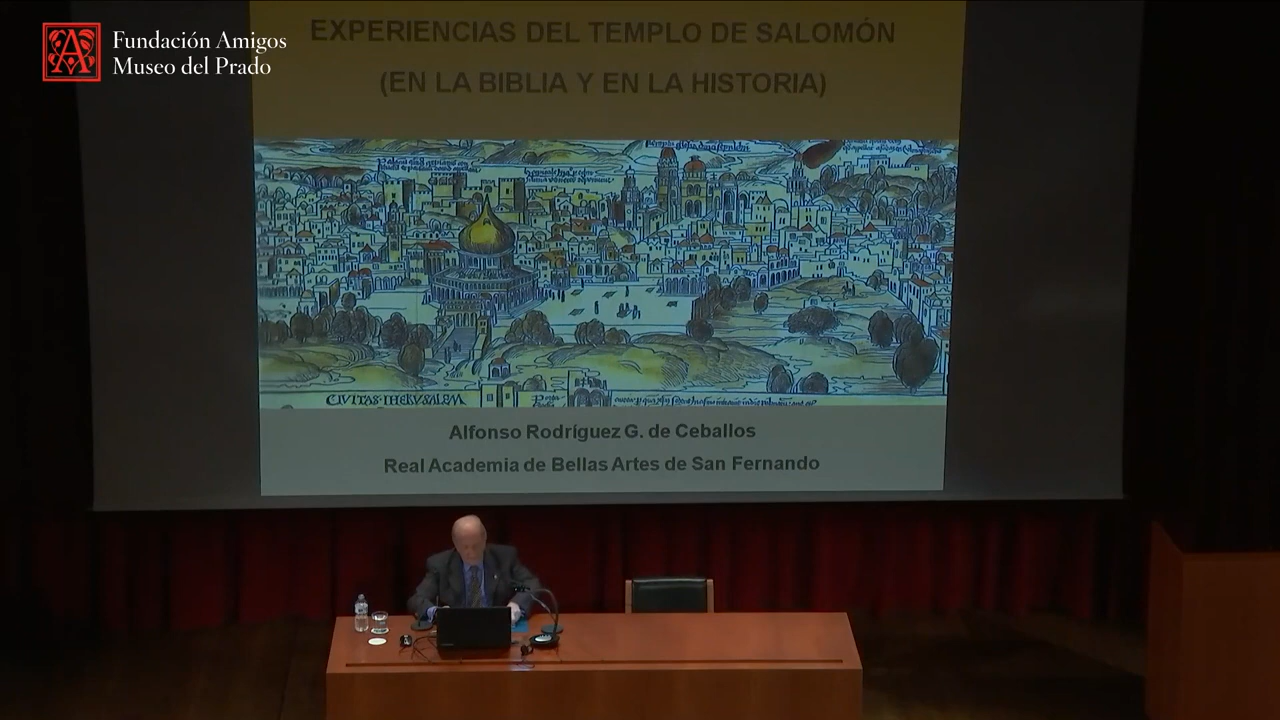 Fundación Amigos
Museo del Prado
EXPERIENCIAS DEL TEMPLO DE SALOMÓN
(EN LA BIBLIA Y EN LA HISTORIA)
CIVITAS·IHERVSALEM
Alfonso Rodríguez G. de Ceballos
Real Academia de Bellas Artes de San Fernando